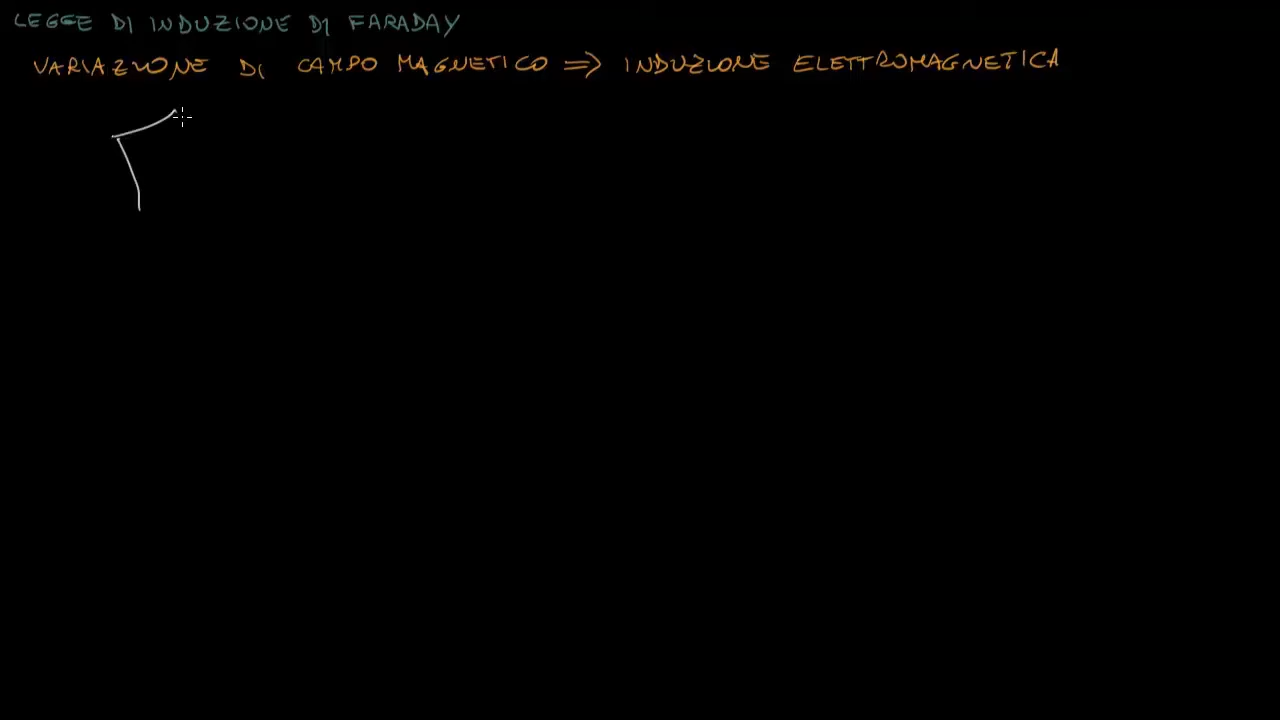 LEGGE DI INDUZIONE DI FARADAY
VARIAZIONE DI CAMPO MAGNETICO => INDUZIONE ELETTROMAGNETICA